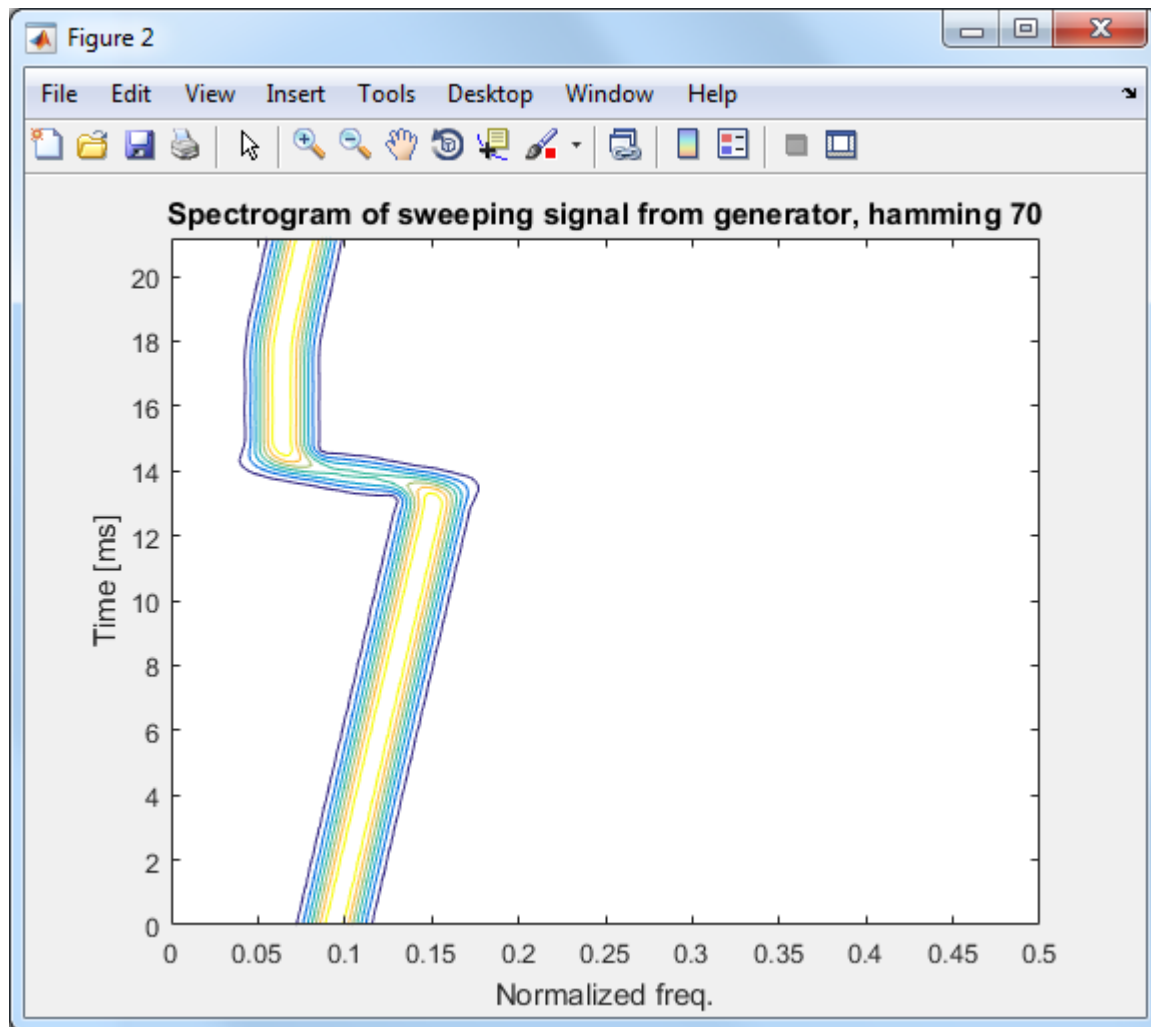 Figure 2
File Edit View Insert Tools Desktop Window Help
Spectrogram of sweeping signal from generator, hamming 70
20
18
16
14
12
10
8
6
4
2
0
Time [ms]
0 0.05 0.1 0.15 0.2 0.25 0.3 0.35 0.4 0.45 0.5
Normalized freq.